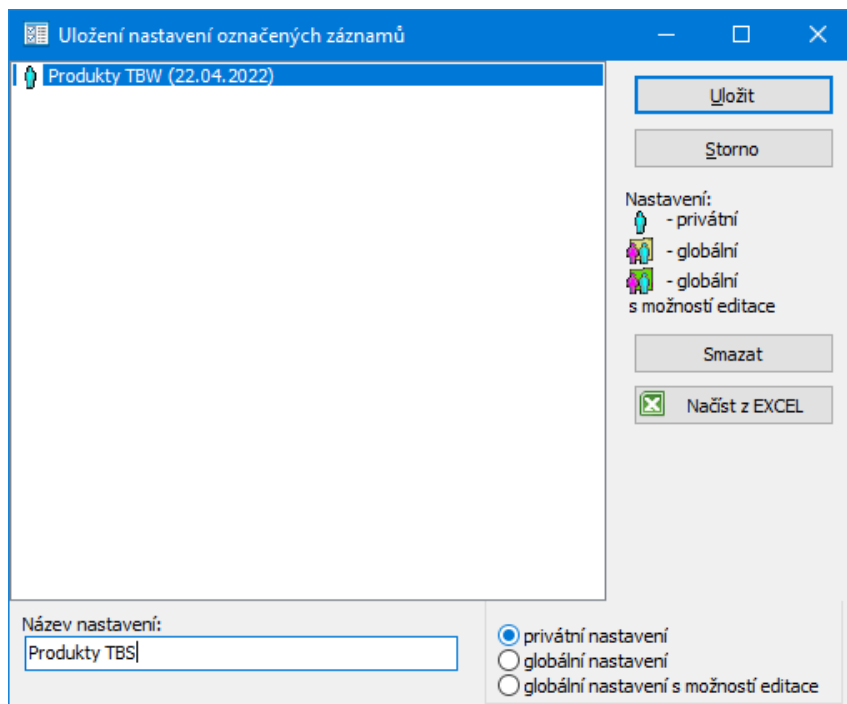 Uložení nastavení označených záznamů
Produkty TBW (22.04.2022)
Uložit
Storno
Nastavení:
- privátní
- globální
- globální
s možností editace
Smazat
Načíst z EXCEL
Název nastavení:
Produkty TBS
privátní nastavení
globální nastavení
globální nastavení s možností editace